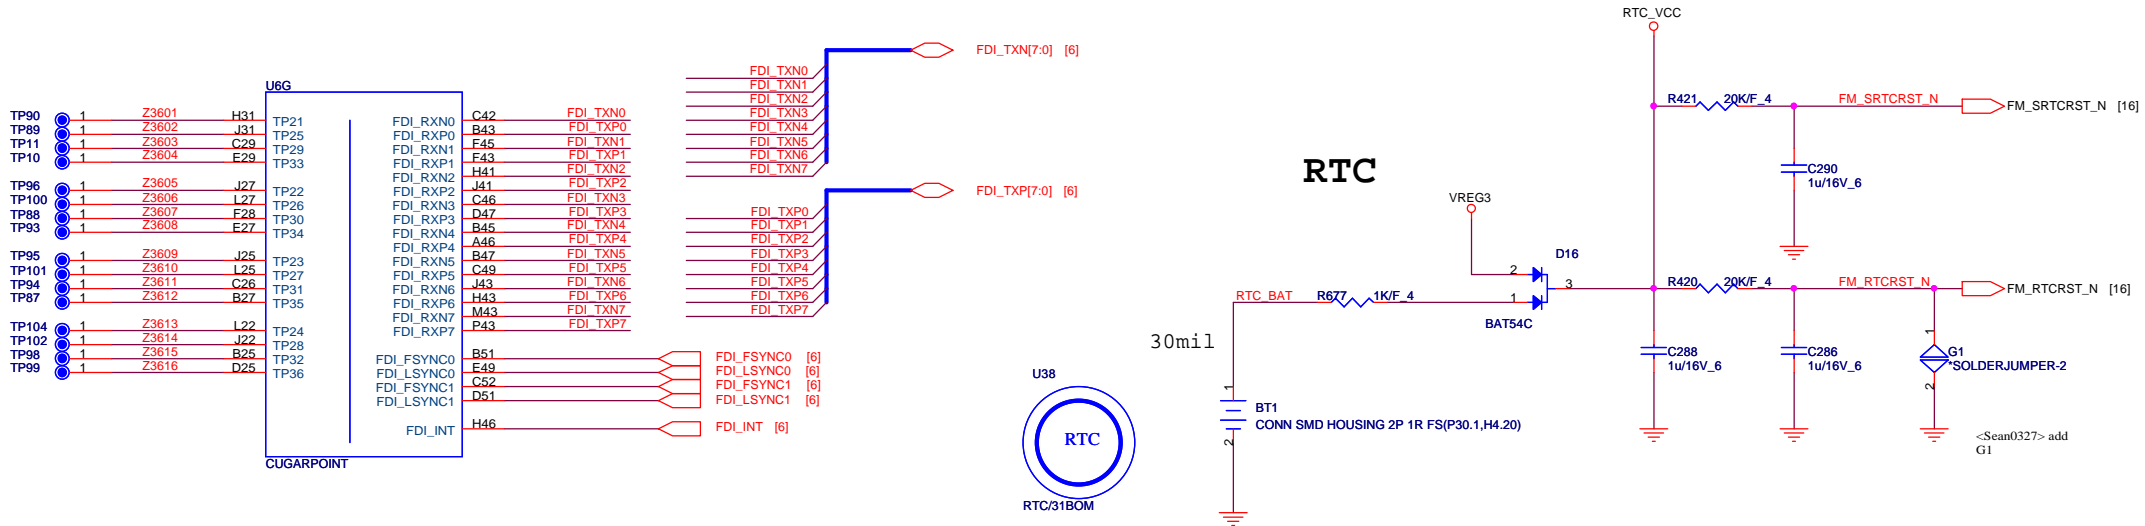 U6G
TP90 1 Z3601 H31 TP21
TP89 1 Z3602 J31 TP25
TP11 1 Z3603 C29 TP29
TP10 1 Z3604 E29 TP33
TP96 1 Z3605 J27 TP22
TP100 1 Z3606 L27 TP26
TP88 1 Z3607 F28 TP30
TP93 1 Z3608 E27 TP34
TP95 1 Z3609 J25 TP23
TP101 1 Z3610 L25 TP27
TP94 1 Z3611 C26 TP31
TP87 1 Z3612 B27 TP35
TP104 1 Z3613 L22 TP24
TP102 1 Z3614 J22 TP28
TP98 1 Z3615 B25 TP32
TP99 1 Z3616 D25 TP36
FDI_RXN0 C42 FDI_TXN0
FDI_RXP0 B43 FDI_TXP0
FDI_RXN1 F45 FDI_TXN1
FDI_RXP1 F43 FDI_TXP1
FDI_RXN2 H41 FDI_TXN2
FDI_RXP2 J41 FDI_TXP2
FDI_RXN3 C46 FDI_TXN3
FDI_RXP3 D47 FDI_TXP3
FDI_RXN4 B45 FDI_TXN4
FDI_RXP4 A46 FDI_TXP4
FDI_RXN5 B47 FDI_TXN5
FDI_RXP5 C49 FDI_TXP5
FDI_RXN6 J43 FDI_TXN6
FDI_RXP6 H43 FDI_TXP6
FDI_RXN7 M43 FDI_TXN7
FDI_RXP7 P43 FDI_TXP7
FDI_FSYNC0 B51 FDI_FSYNC0 [6]
FDI_LSYNC0 E49 FDI_LSYNC0 [6]
FDI_FSYNC1 C52 FDI_FSYNC1 [6]
FDI_LSYNC1 D51 FDI_LSYNC1 [6]
FDI_INT H46 FDI_INT [6]
CUGARPOINT
FDI_TXN[7:0] [6]
FDI_TXN0
FDI_TXN1
FDI_TXN2
FDI_TXN3
FDI_TXN4
FDI_TXN5
FDI_TXN6
FDI_TXN7
FDI_TXP[7:0] [6]
FDI_TXP0
FDI_TXP1
FDI_TXP2
FDI_TXP3
FDI_TXP4
FDI_TXP5
FDI_TXP6
FDI_TXP7
RTC
U38
RTC
RTC/31BOM
30mil
VREG3
RTC_BAT R677 1K/F_4
D16
2
1
3
BAT54C
1
BT1
CONN SMD HOUSING 2P 1R FS(P30.1,H4.20)
2
RTC_VCC
R421 20K/F_4 FM_SRTCRST_N FM_SRTCRST_N [16]
C290
1u/16V_6
R420 20K/F_4 FM_RTCRST_N FM_RTCRST_N [16]
C288
1u/16V_6
C286
1u/16V_6
1
G1
*SOLDERJUMPER-2
2
<Sean0327> add
G1